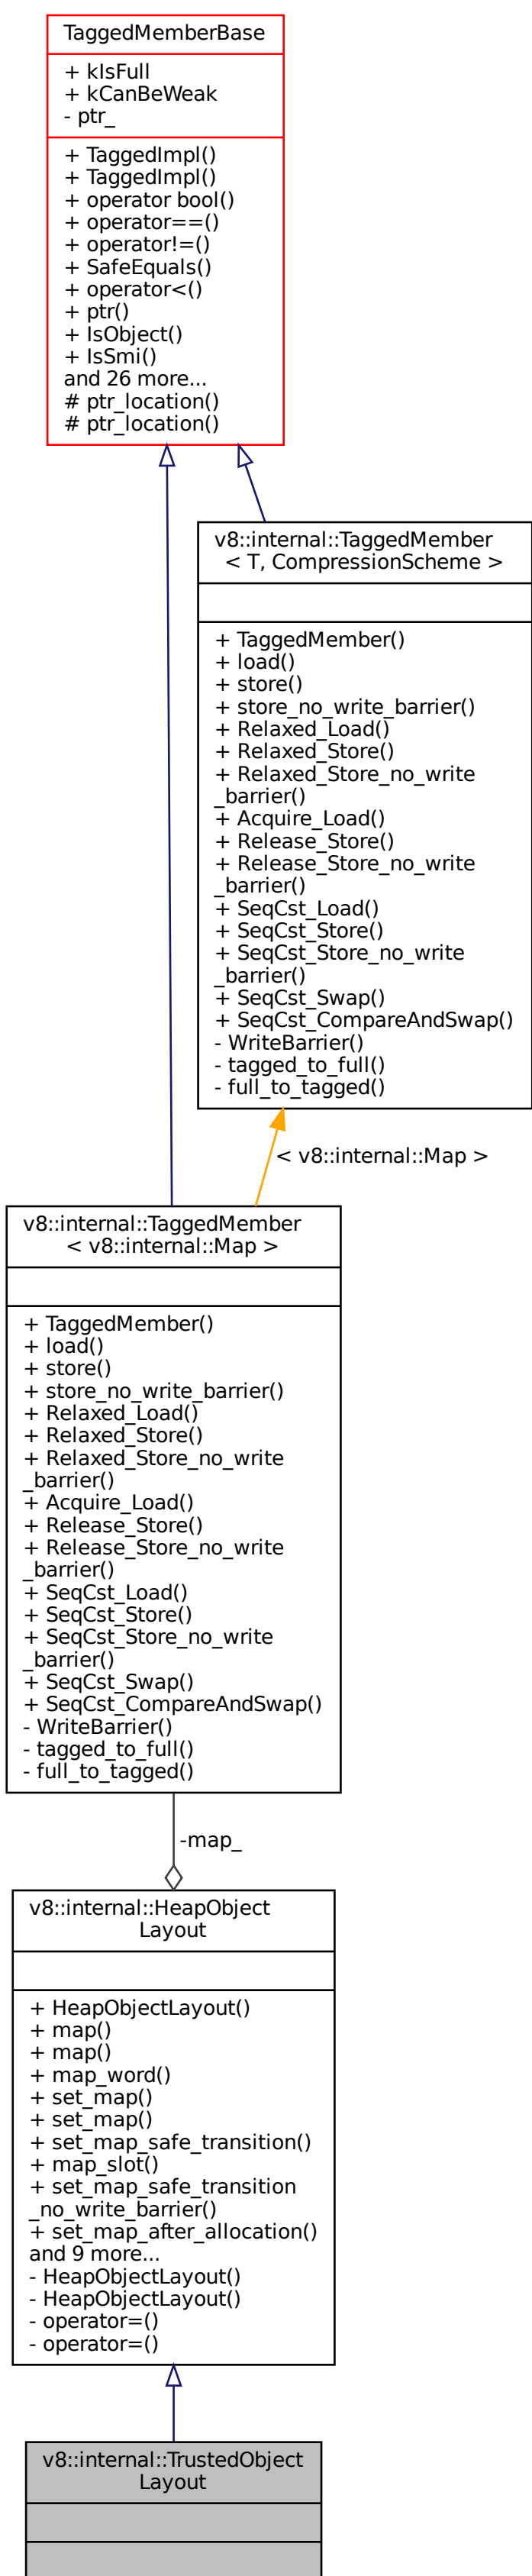 TaggedMemberBase
+ kIsFull
+ kCanBeWeak
- ptr_
+ TaggedImpl()
+ TaggedImpl()
+ operator bool()
+ operator==()
+ operator!=()
+ SafeEquals()
+ operator<()
+ ptr()
+ IsObject()
+ IsSmi()
and 26 more...
# ptr_location()
# ptr_location()
v8::internal::TaggedMember
< T, CompressionScheme >
+ TaggedMember()
+ load()
+ store()
+ store_no_write_barrier()
+ Relaxed_Load()
+ Relaxed_Store()
+ Relaxed_Store_no_write
_barrier()
+ Acquire_Load()
+ Release_Store()
+ Release_Store_no_write
_barrier()
+ SeqCst_Load()
+ SeqCst_Store()
+ SeqCst_Store_no_write
_barrier()
+ SeqCst_Swap()
+ SeqCst_CompareAndSwap()
- WriteBarrier()
- tagged_to_full()
- full_to_tagged()
< v8::internal::Map >
v8::internal::TaggedMember
< v8::internal::Map >
+ TaggedMember()
+ load()
+ store()
+ store_no_write_barrier()
+ Relaxed_Load()
+ Relaxed_Store()
+ Relaxed_Store_no_write
_barrier()
+ Acquire_Load()
+ Release_Store()
+ Release_Store_no_write
_barrier()
+ SeqCst_Load()
+ SeqCst_Store()
+ SeqCst_Store_no_write
_barrier()
+ SeqCst_Swap()
+ SeqCst_CompareAndSwap()
- WriteBarrier()
- tagged_to_full()
- full_to_tagged()
-map_
v8::internal::HeapObject
Layout
+ HeapObjectLayout()
+ map()
+ map()
+ map_word()
+ set_map()
+ set_map()
+ set_map_safe_transition()
+ map_slot()
+ set_map_safe_transition
_no_write_barrier()
+ set_map_after_allocation()
and 9 more...
- HeapObjectLayout()
- HeapObjectLayout()
- operator=()
- operator=()
v8::internal::TrustedObject
Layout